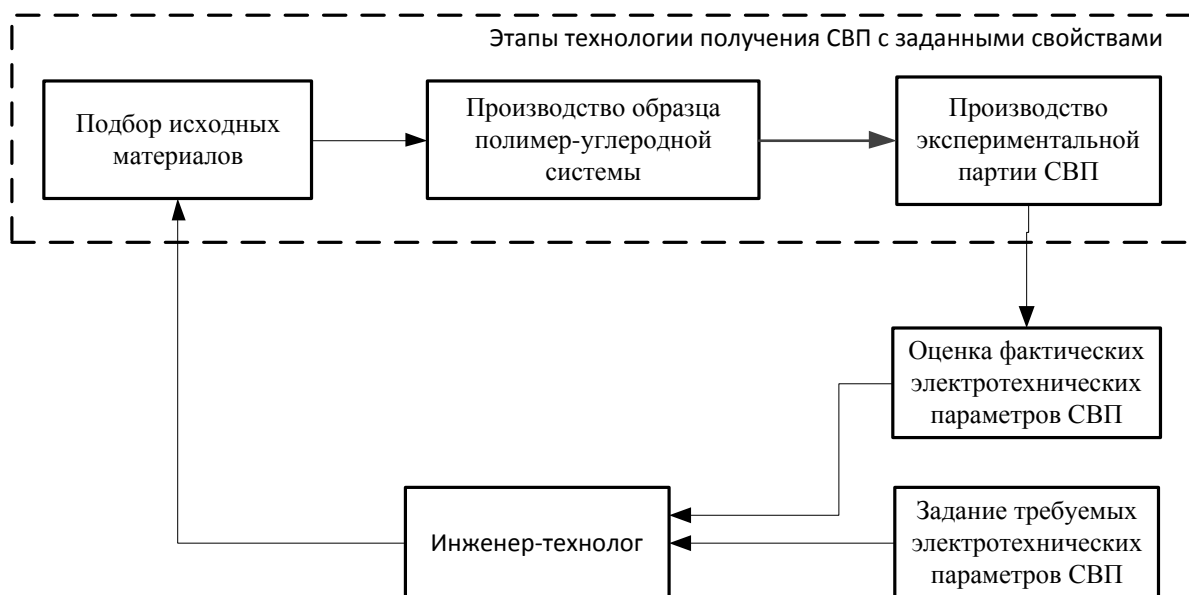 Этапы технологии получения СВП с заданными свойствами
Подбор исходных
материалов
Производство образца
полимер-углеродной
системы
Производство
экспериментальной
партии СВП
Оценка фактических
электротехнических
параметров СВП
Инженер-технолог
Задание требуемых
электротехнических
параметров СВП